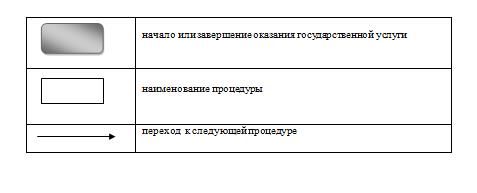 начало или завершение оказания государственной услуги
наименование процедуры
переход к следующей процедуре